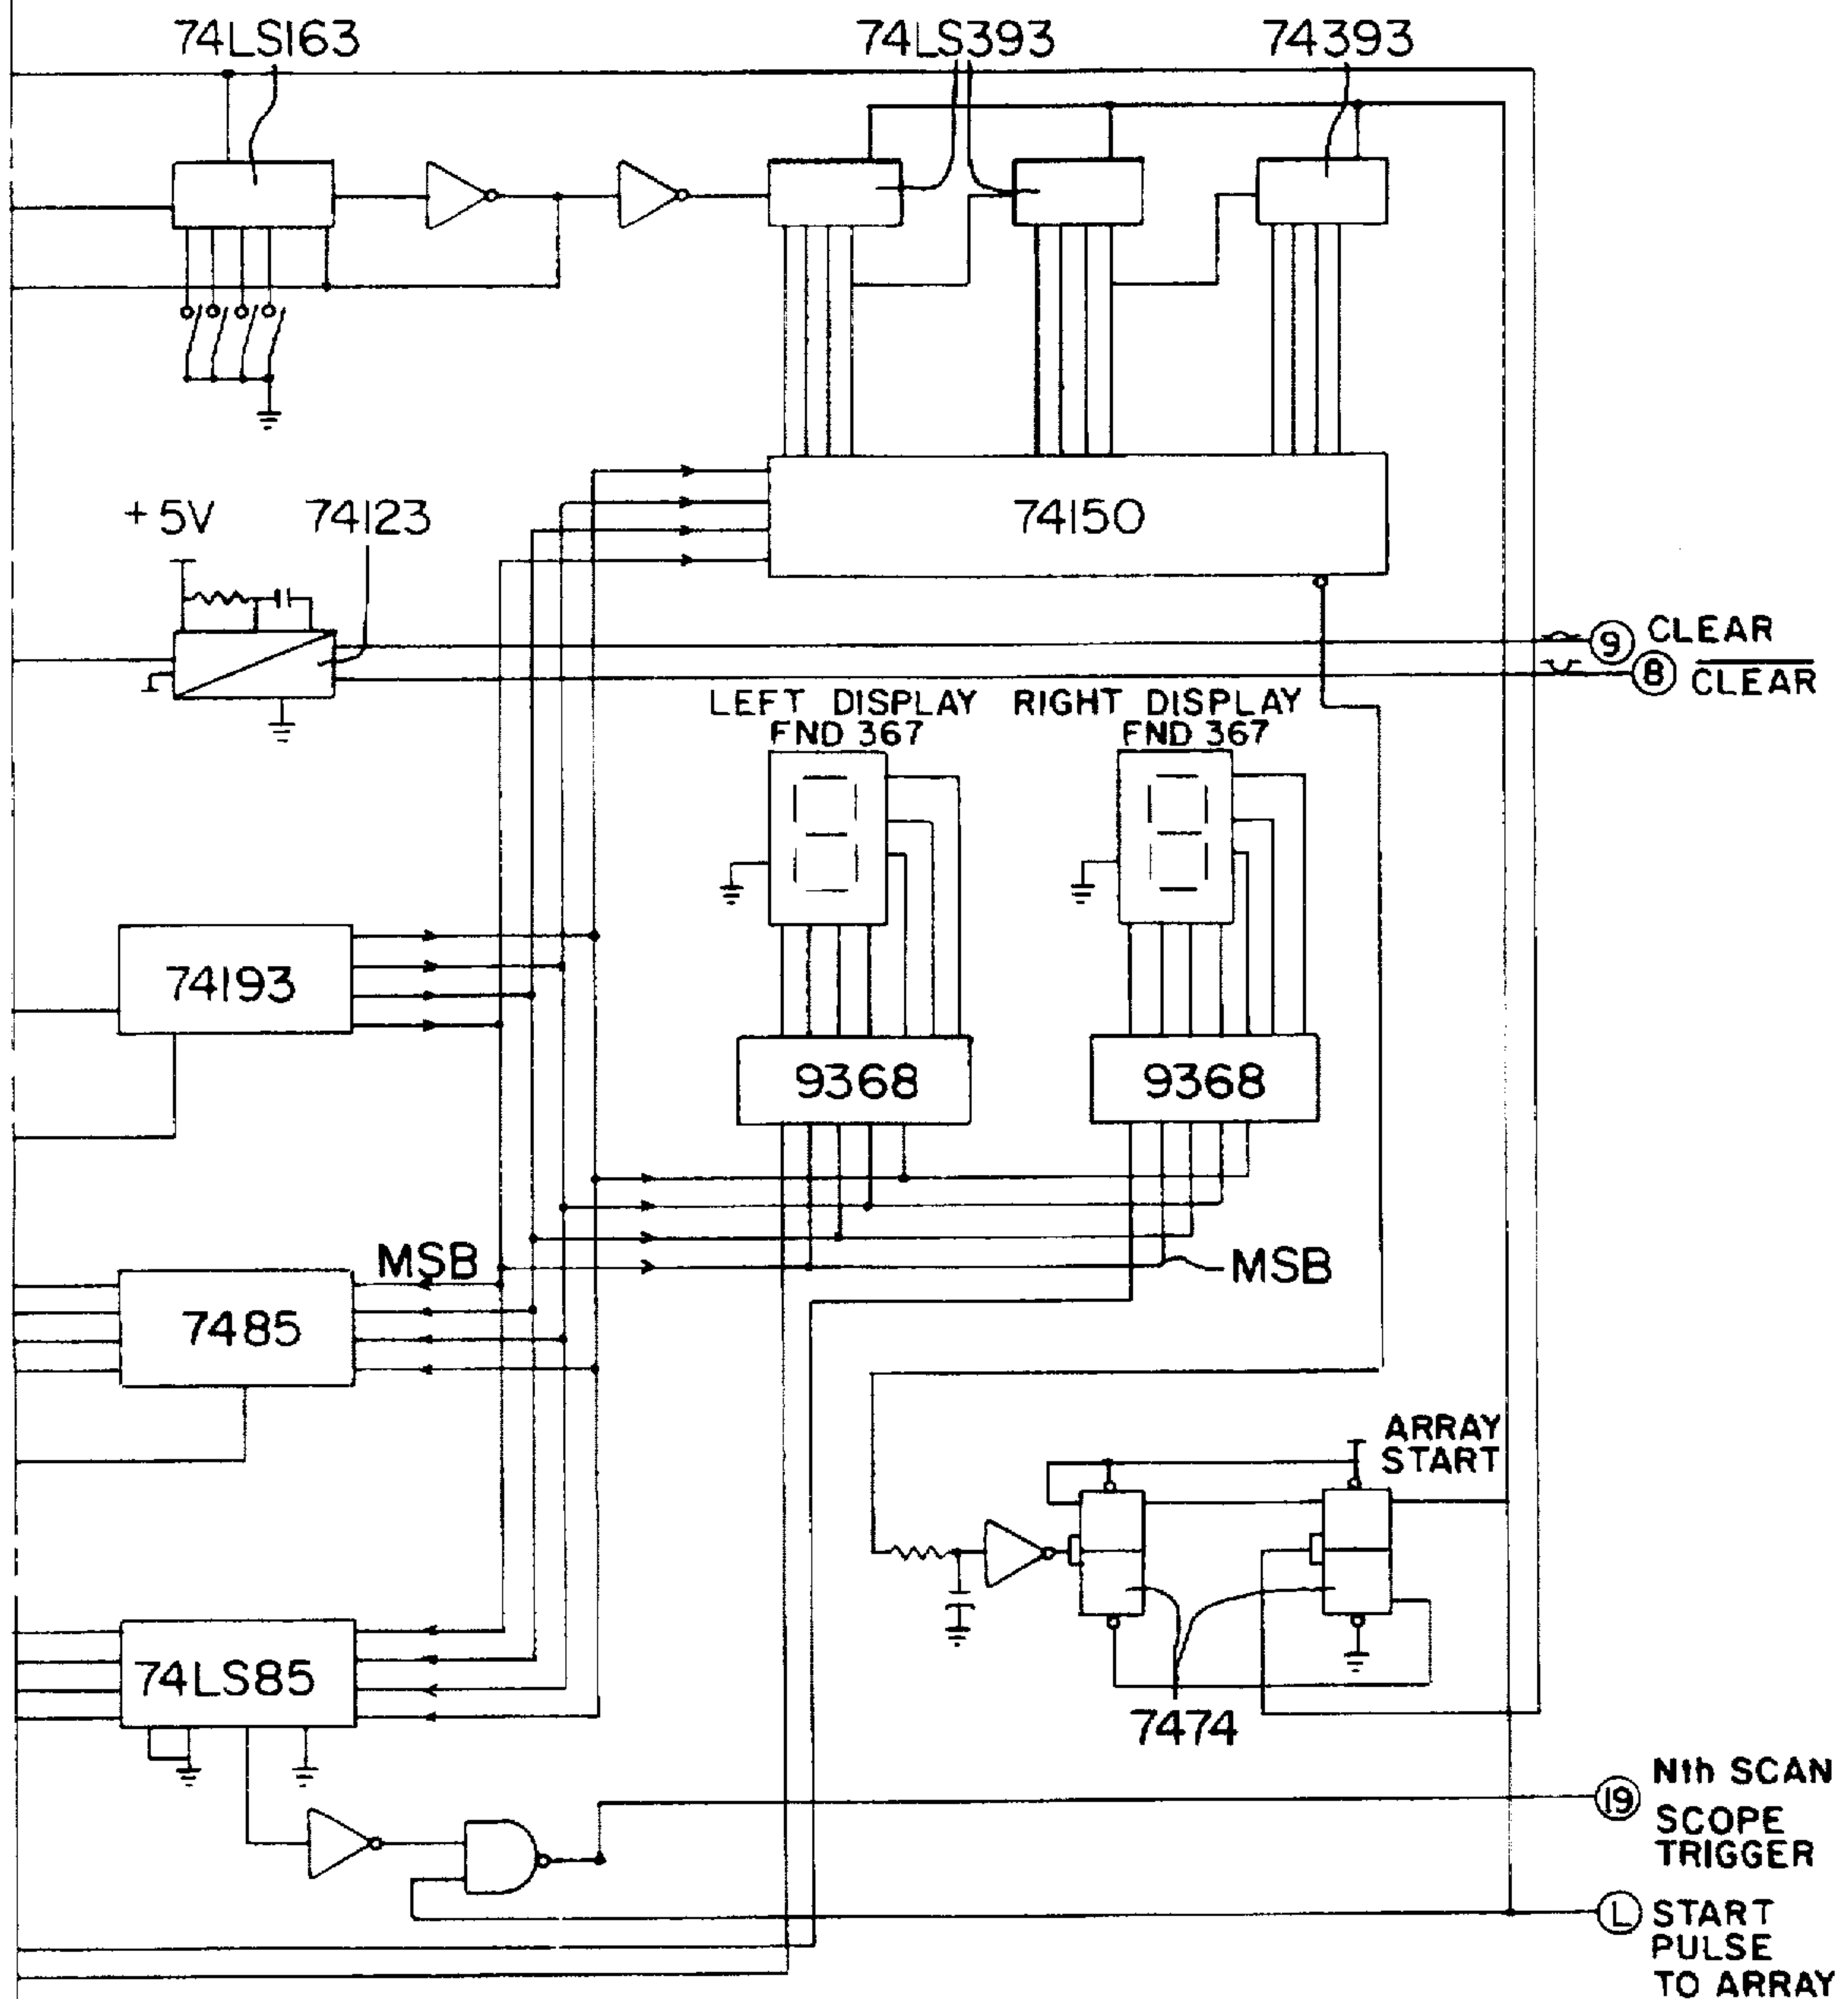 74LS163
74LS393
74393
+5V
74123
74150
9 CLEAR
8 CLEAR
LEFT DISPLAY
FND 367
RIGHT DISPLAY
FND 367
74193
9368
9368
MSB
MSB
7485
ARRAY
START
74LS85
7474
19
Nth SCAN
SCOPE
TRIGGER
L
START
PULSE
TO ARRAY